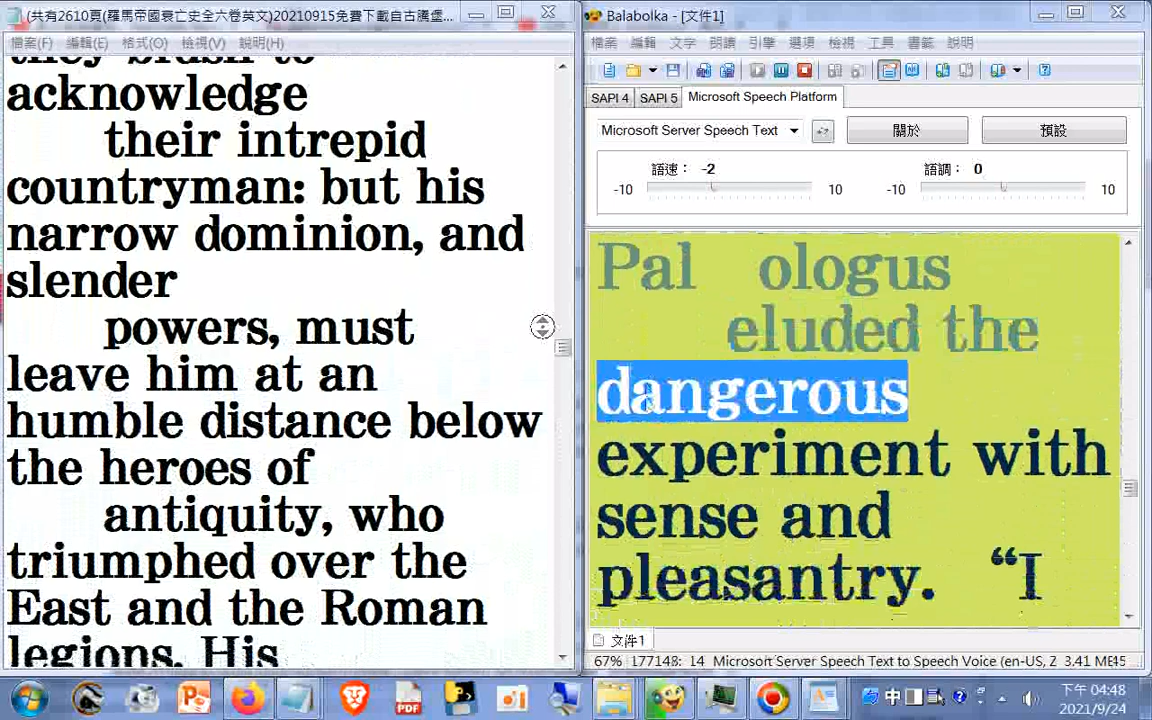 (共有2610頁(羅馬帝國衰亡史全六卷英文)20210915免費下載自古騰堡...
檔案(F) 編輯(E) 格式(O) 檢視(V) 說明(H)
they blush to
acknowledge
their intrepid
countryman: but his
narrow dominion, and
slender
powers, must
leave him at an
humble distance below
the heroes of
antiquity, who
triumphed over the
East and the Roman
legions. His
Balabolka - [文件1]
檔案 編輯 文字 朗讀 引擎 選項 檢視 工具 書籤 說明
SAPI 4 SAPI 5 Microsoft Speech Platform
Microsoft Server Speech Text 關於 預設
語速: -2 語調: 0
-10 10 -10 10
Pal ologus
eluded the
dangerous
experiment with
sense and
pleasantry. “I
文件1
67% 177148: 14 Microsoft Server Speech Text to Speech Voice (en-US, Z 3.41 ME45
中
下午 04:48
2021/9/24